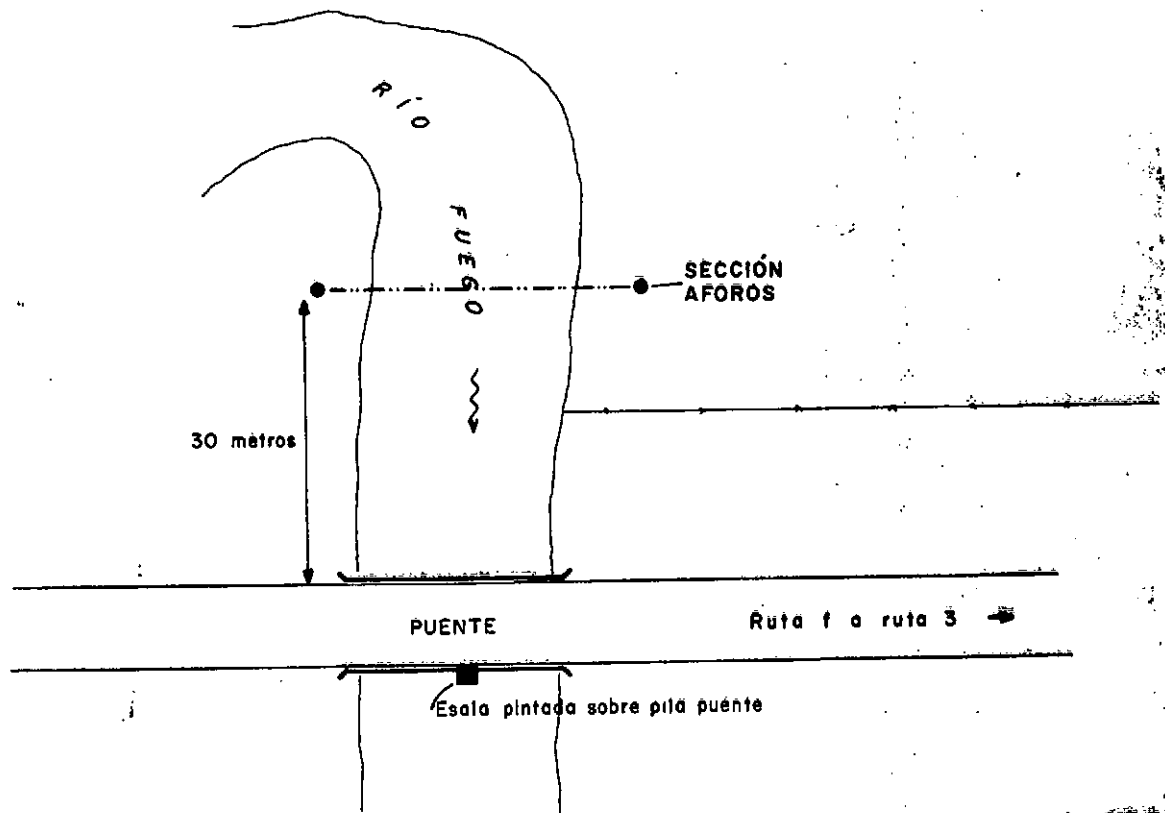 RÍO
FUEGO
SECCIÓN
AFOROS
30 metros
PUENTE
Ruta f a ruta 3
Esala pintada sobre pila puente